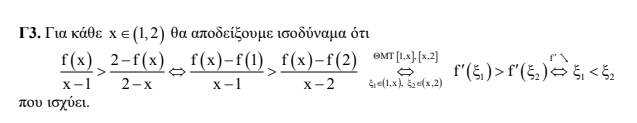 Γ3. Για κάθε x ∈ (1,2) θα αποδείξουμε ισοδύναμα ότι
f(x)/(x−1) > (2−f(x))/(2−x) ⇔ (f(x)−f(1))/(x−1) > (f(x)−f(2))/(x−2) ΘΜΤ [1,x],[x,2] ⇔ ξ₁∈(1,x), ξ₂∈(x,2) f′(ξ₁) > f′(ξ₂) f′↘ ⇔ ξ₁ < ξ₂
που ισχύει.